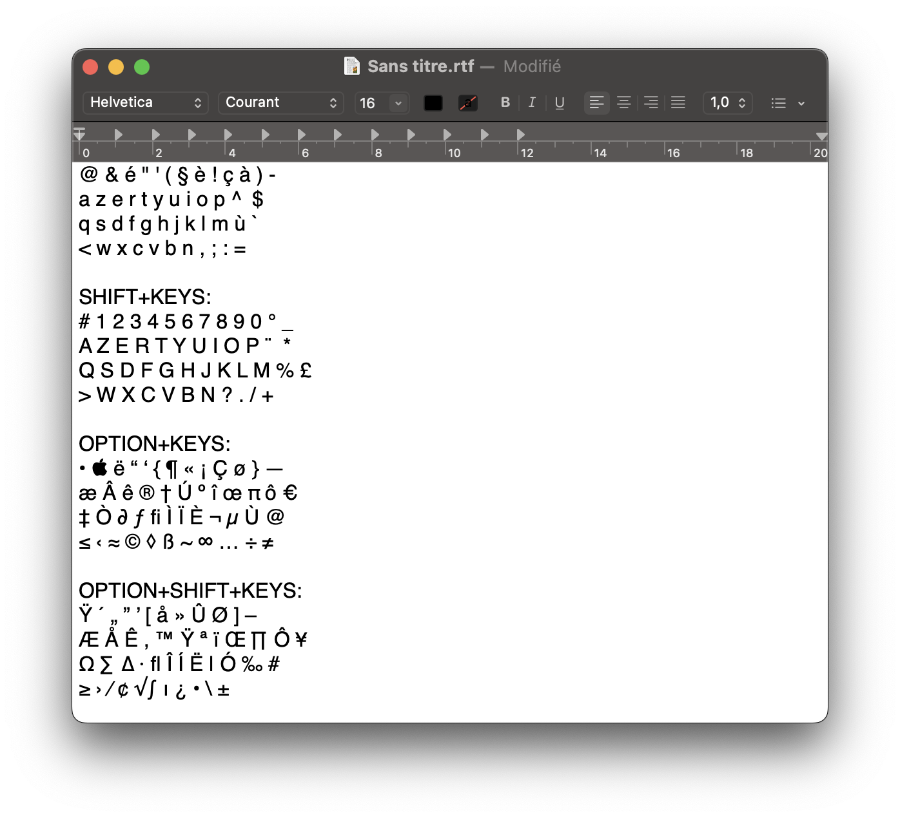 Sans titre.rtf — Modifié
Helvetica Courant 16 B I U 1,0
0 2 4 6 8 10 12 14 16 18 20
@ & é " ' ( § è ! ç à ) -
a z e r t y u i o p ^ $
q s d f g h j k l m ù `
< w x c v b n , ; : =
SHIFT+KEYS:
# 1 2 3 4 5 6 7 8 9 0 ° _
A Z E R T Y U I O P ¨ *
Q S D F G H J K L M % £
> W X C V B N ? . / +
OPTION+KEYS:
•  ë “ ‘ { ¶ « ¡ Ç ø } —
æ Â ê ® † Ú º î œ π ô €
‡ Ò ∂ ƒ ﬁ Ì Ï È ¬ µ Ù @
≤ ‹ ≈ © ◊ ß ~ ∞ … ÷ ≠
OPTION+SHIFT+KEYS:
Ÿ ´ „ ” ’ [ å » Û Ø ] –
Æ Å Ê ‚ ™ Ÿ ª ï Œ ∏ Ô ¥
Ω ∑ ∆ · ﬂ Î Í Ë | Ó ‰ #
≥ › ⁄ ¢ √ ∫ ı ¿ • \ ±